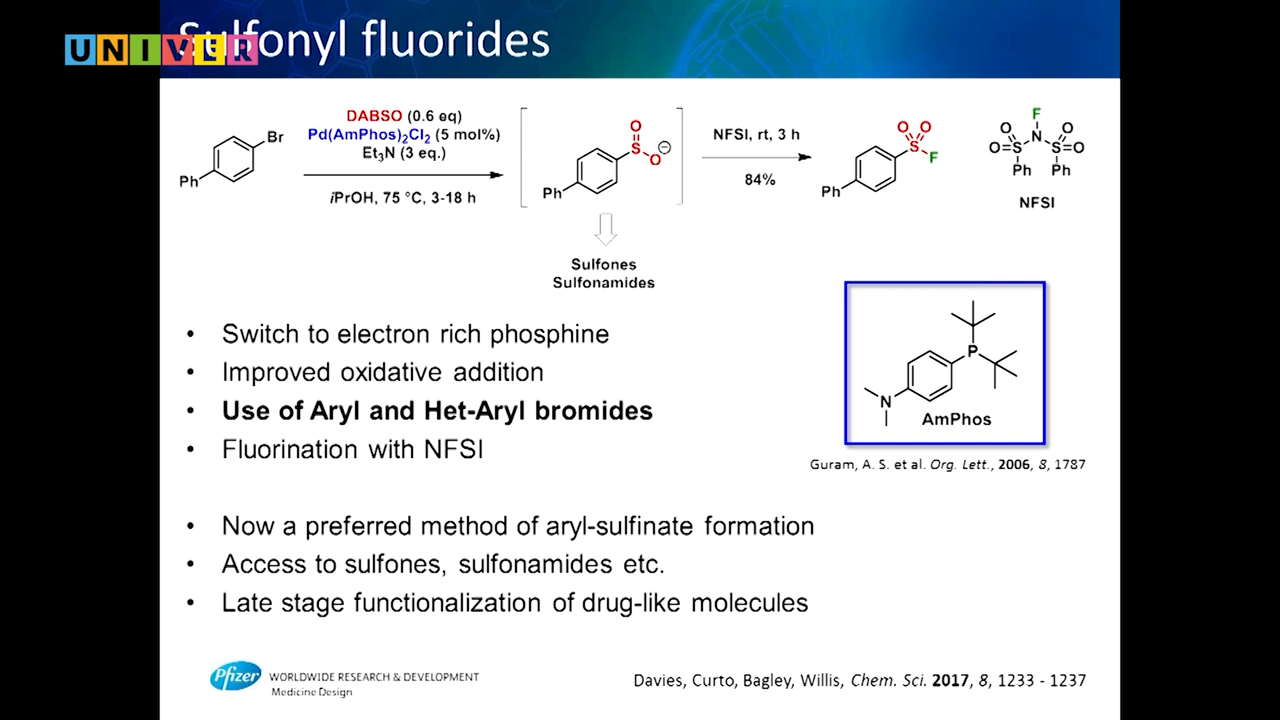 Sulfonyl fluorides
UNIVER
DABSO (0.6 eq)
Pd(AmPhos)2Cl2 (5 mol%)
Et3N (3 eq.)
iPrOH, 75 °C, 3-18 h
Br
Ph
O
S
O
Ph
NFSI, rt, 3 h
84%
O O
S
F
Ph
F
O N O
S S
O O
Ph Ph
NFSI
Sulfones
Sulfonamides
• Switch to electron rich phosphine
• Improved oxidative addition
• Use of Aryl and Het-Aryl bromides
• Fluorination with NFSI
P
N
AmPhos
Guram, A. S. et al. Org. Lett., 2006, 8, 1787
• Now a preferred method of aryl-sulfinate formation
• Access to sulfones, sulfonamides etc.
• Late stage functionalization of drug-like molecules
Pfizer
WORLDWIDE RESEARCH & DEVELOPMENT
Medicine Design
Davies, Curto, Bagley, Willis, Chem. Sci. 2017, 8, 1233 - 1237